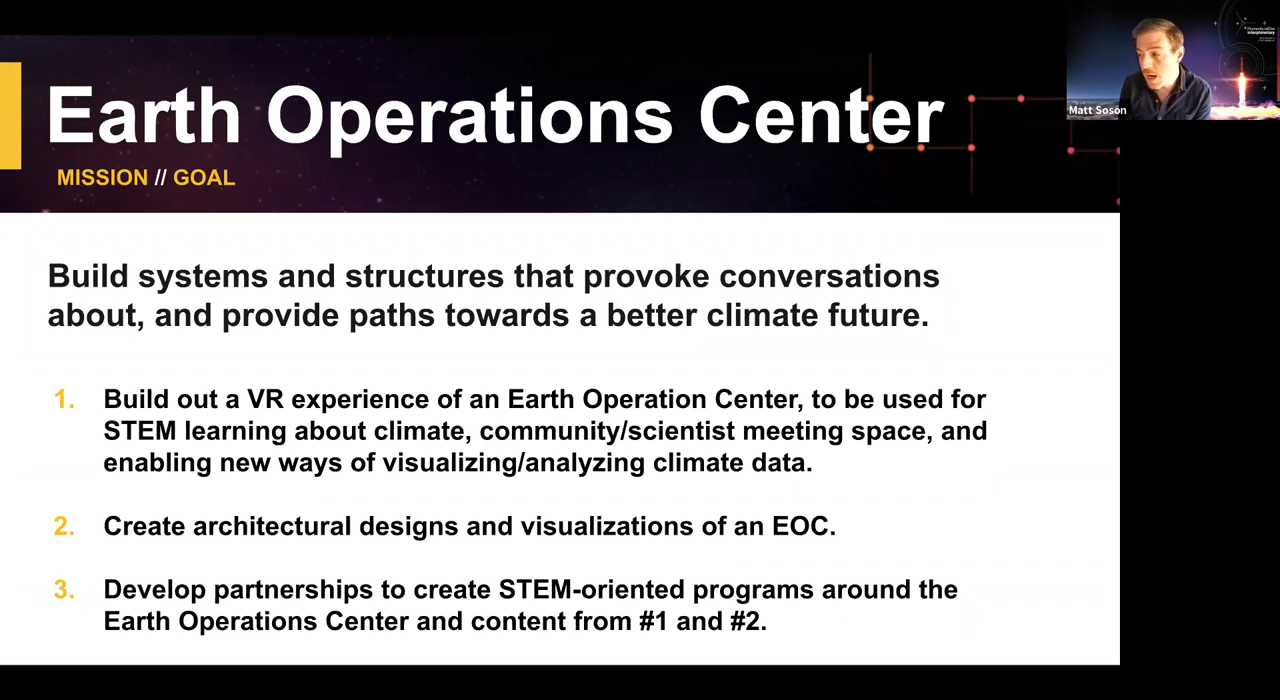 Earth Operations Center
MISSION // GOAL
Matt Soson
Build systems and structures that provoke conversations
about, and provide paths towards a better climate future.
1. Build out a VR experience of an Earth Operation Center, to be used for
STEM learning about climate, community/scientist meeting space, and
enabling new ways of visualizing/analyzing climate data.
2. Create architectural designs and visualizations of an EOC.
3. Develop partnerships to create STEM-oriented programs around the
Earth Operations Center and content from #1 and #2.